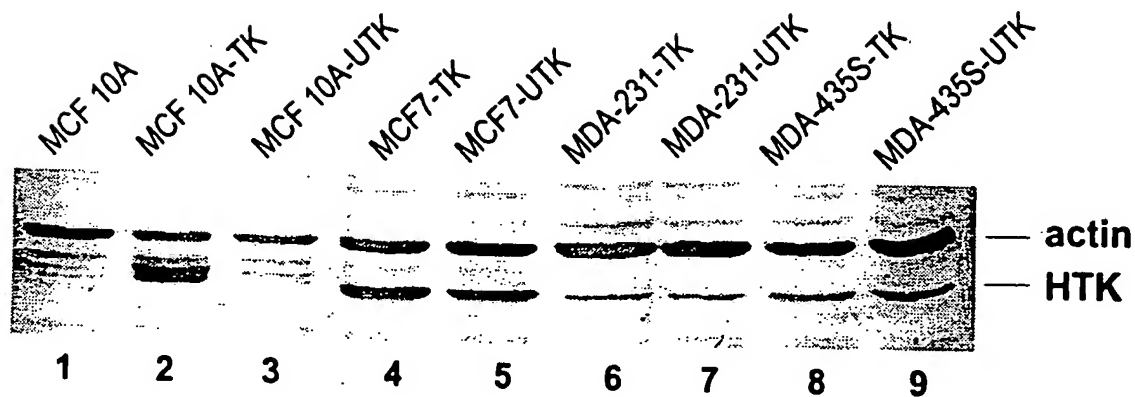 MCF 10A
MCF 10A-TK
MCF 10A-UTK
MCF7-TK
MCF7-UTK
MDA-231-TK
MDA-231-UTK
MDA-435S-TK
MDA-435S-UTK
actin
HTK
1 2 3 4 5 6 7 8 9